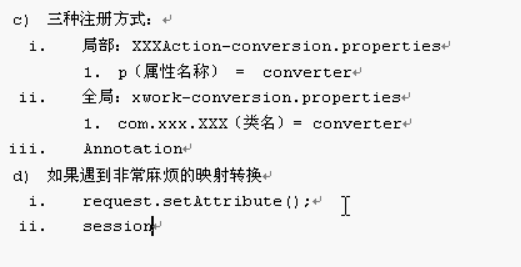 c) 三种注册方式：
i. 局部：XXXAction-conversion.properties
1. p（属性名称） = converter
ii. 全局：xwork-conversion.properties
1. com.xxx.XXX（类名）= converter
iii. Annotation
d) 如果遇到非常麻烦的映射转换
i. request.setAttribute();
ii. session